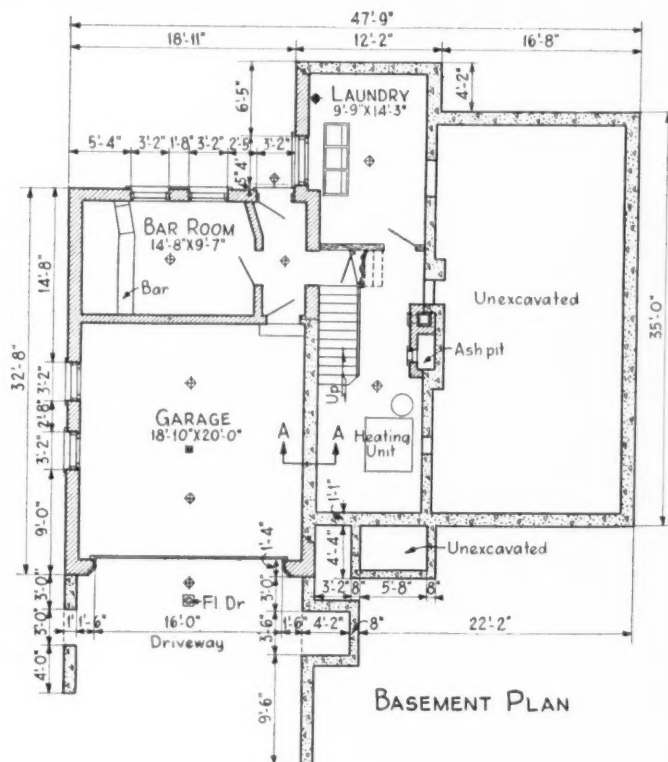 47'-9"
18'-11"
12'-2"
16'-8"
6'-5"
4'-2"
LAUNDRY
9'-9"X14'-3"
5'-4"
3'-2"
1'-8"
3'-2"
2'-5"
3'-2"
5'-4"
BAR ROOM
14'-8"X9'-7"
Bar
14'-8"
32'-8"
35'-0"
Unexcavated
Ash pit
Up
3'-2"
2'-8"
3'-2"
GARAGE
18'-10"X20'-0"
A
A
Heating
Unit
9'-0"
1'-1"
1'-4"
4'-4"
Unexcavated
3'-0"
3'-0"
3'-2"
8"
5'-8"
8"
Fl. Dr
3'-0"
1'
1'-6"
16'-0"
1'-6"
4'-2"
8"
22'-2"
3'-6"
Driveway
4'-0"
9'-6"
BASEMENT PLAN